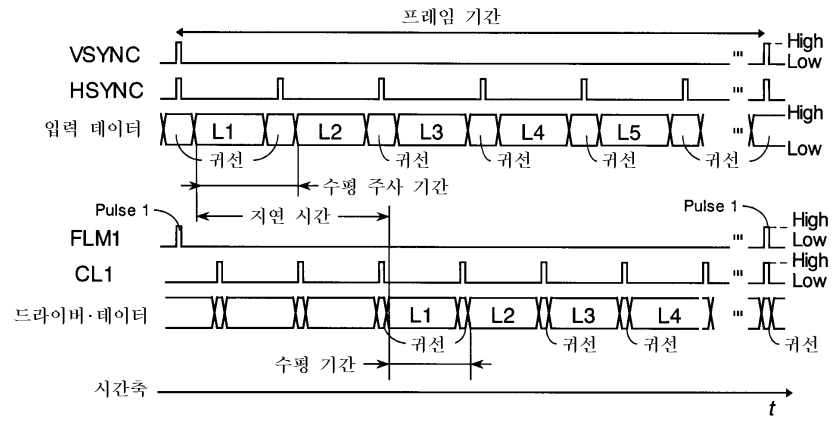 프레임 기간
VSYNC
High
Low
HSYNC
입력 데이터
L1 L2 L3 L4 L5
High
Low
귀선 귀선 귀선 귀선 귀선
수평 주사 기간
지연 시간
Pulse 1 Pulse 1
FLM1
High
Low
CL1
High
Low
드라이버·데이터
L1 L2 L3 L4
귀선 귀선 귀선 귀선
수평 기간
시간축
t